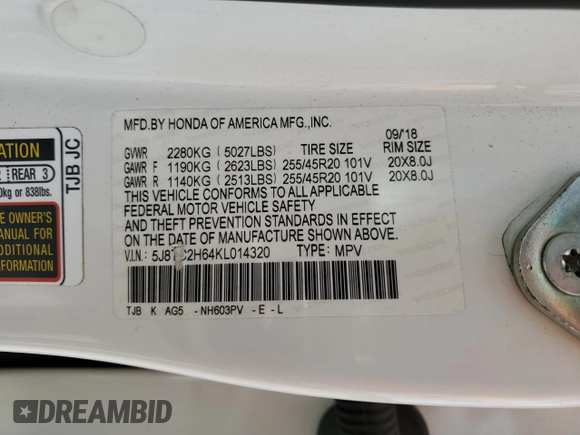 MFD.BY HONDA OF AMERICA MFG.,INC.
09/18
GVWR 2280KG (5027LBS) TIRE SIZE RIM SIZE
GAWR F 1190KG (2623LBS) 255/45R20 101V 20X8.0J
GAWR R 1140KG (2513LBS) 255/45R20 101V 20X8.0J
THIS VEHICLE CONFORMS TO ALL APPLICABLE
FEDERAL MOTOR VEHICLE SAFETY
AND THEFT PREVENTION STANDARDS IN EFFECT
ON THE DATE OF MANUFACTURE SHOWN ABOVE.
V.I.N.: TYPE: MPV
TJB K AG5 -NH603PV -E -L
ATION
REAR 3
0kg or 838lbs.
E OWNER'S
ANUAL FOR
DDITIONAL
FORMATION
TJB JC
DREAMBID